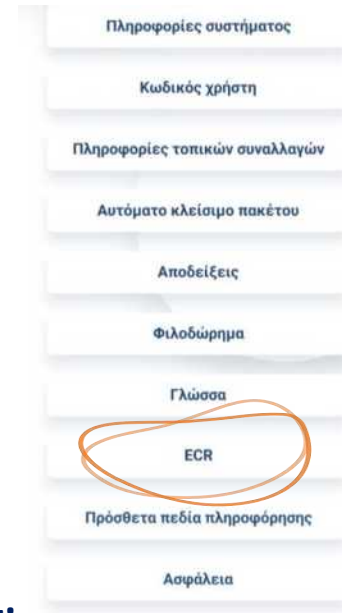 Πληροφορίες συστήματος
Κωδικός χρήστη
Πληροφορίες τοπικών συναλλαγών
Αυτόματο κλείσιμο πακέτου
Αποδείξεις
Φιλοδώρημα
Γλώσσα
ECR
Πρόσθετα πεδία πληροφόρησης
Ασφάλεια